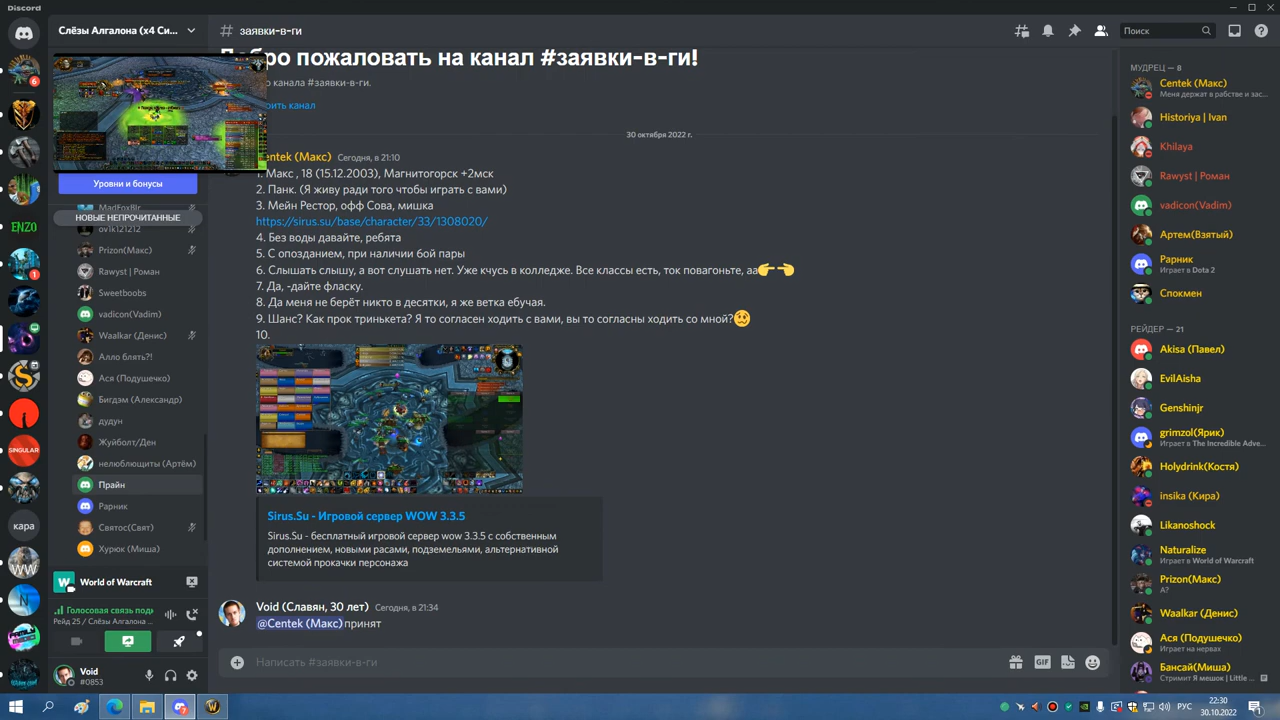 Discord
Слёзы Алгалона (x4 Си...
заявки-в-ги
Поиск
Добро пожаловать на канал #заявки-в-ги!
канала #заявки-в-ги.
канал
30 октября 2022 г.
Уровни и бонусы
НОВЫЕ НЕПРОЧИТАННЫЕ
MadFoxBlr
ov1k121212
Prizon(Макс)
Rawyst | Роман
Sweetboobs
vadicon(Vadim)
Waalkar (Денис)
Алло блять?!
Ася (Подушечко)
Бигдэм (Александр)
дудун
Жуйболт/Ден
нелюблющиты (Артём)
Прайн
Рарник
Святос(Свят)
Хурюк (Миша)
World of Warcraft
Голосовая связь подк
Рейд 25 / Слёзы Алгалона ...
Void
#0853
6
ENZO
1
SINGULAR
кара
WW
Centek (Макс) Сегодня, в 21:10
1. Макс , 18 (15.12.2003), Магнитогорск +2мск
2. Панк. (Я живу ради того чтобы играть с вами)
3. Мейн Рестор, офф Сова, мишка
https://sirus.su/base/character/33/1308020/
4. Без воды давайте, ребята
5. С опозданием, при наличии бой пары
6. Слышать слышу, а вот слушать нет. Уже кчусь в колледже. Все классы есть, ток повагоньте, аа👉👈
7. Да, -дайте фласку.
8. Да меня не берёт никто в десятки, я же ветка ебучая.
9. Шанс? Как прок тринькета? Я то согласен ходить с вами, вы то согласны ходить со мной?🥺
10.
Sirus.Su - Игровой сервер WOW 3.3.5
Sirus.Su - бесплатный игровой сервер wow 3.3.5 с собственным
дополнением, новыми расами, подземельями, альтернативной
системой прокачки персонажа
Void (Славян, 30 лет) Сегодня, в 21:34
@Centek (Макс) принят
Написать #заявки-в-ги
GIF
МУДРЕЦ — 8
Centek (Макс)
Меня держат в рабстве и зас...
Historiya | Ivan
Khilaya
Rawyst | Роман
vadicon(Vadim)
Артем(Взятый)
Рарник
Играет в Dota 2
Спокмен
РЕЙДЕР — 21
Akisa (Павел)
EvilAisha
Genshinjr
grimzol(Ярик)
Играет в The Incredible Adve...
Holydrink(Костя)
insika (Кира)
Likanoshock
Naturalize
Играет в World of Warcraft
Prizon(Макс)
A?
Waalkar (Денис)
Ася (Подушечко)
Играет на нервах
Бансай(Миша)
Стримит Я мешок | Little ...
РУС
22:30
30.10.2022